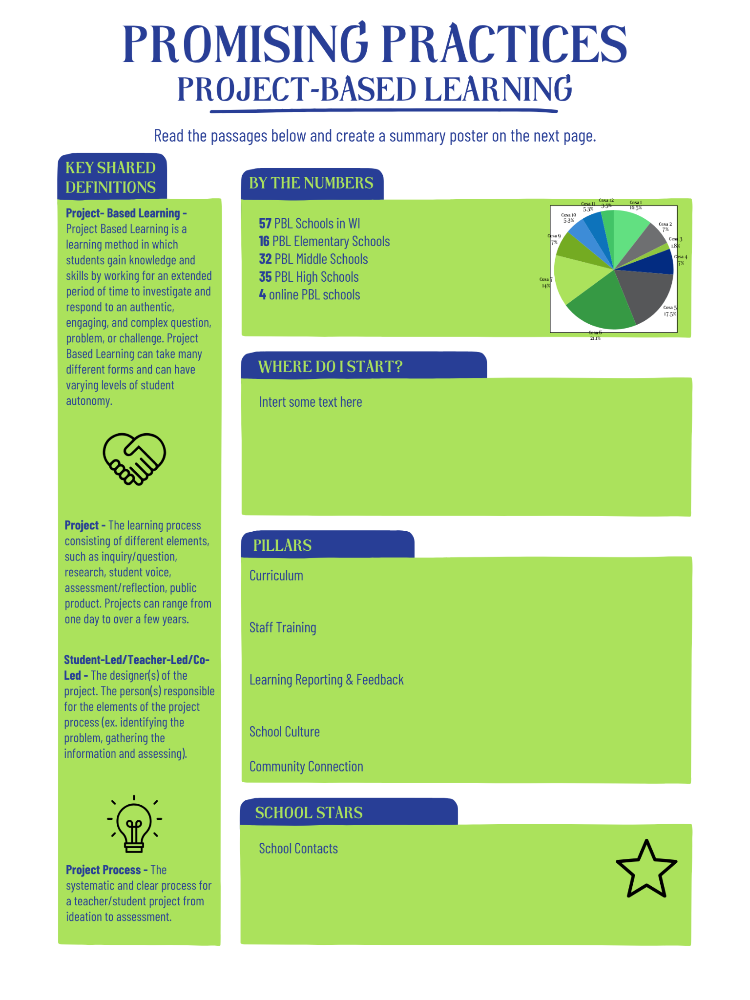 PROMISING PRACTICES
PROJECT-BASED LEARNING
Read the passages below and create a summary poster on the next page.
KEY SHARED
DEFINITIONS
Project- Based Learning -
Project Based Learning is a
learning method in which
students gain knowledge and
skills by working for an extended
period of time to investigate and
respond to an authentic,
engaging, and complex question,
problem, or challenge. Project
Based Learning can take many
different forms and can have
varying levels of student
autonomy.
Project - The learning process
consisting of different elements,
such as inquiry/question,
research, student voice,
assessment/reflection, public
product. Projects can range from
one day to over a few years.
Student-Led/Teacher-Led/Co-
Led - The designer(s) of the
project. The person(s) responsible
for the elements of the project
process (ex. identifying the
problem, gathering the
information and assessing).
Project Process - The
systematic and clear process for
a teacher/student project from
ideation to assessment.
BY THE NUMBERS
57 PBL Schools in WI
16 PBL Elementary Schools
32 PBL Middle Schools
35 PBL High Schools
4 online PBL schools
Cesa 1
10.5%
Cesa 2
7%
Cesa 3
1.8%
Cesa 4
7%
Cesa 5
17.5%
Cesa 6
21.1%
Cesa 7
14%
Cesa 9
7%
Cesa 10
5.3%
Cesa 11
5.3%
Cesa 12
3.5%
WHERE DO I START?
Intert some text here
PILLARS
Curriculum
Staff Training
Learning Reporting & Feedback
School Culture
Community Connection
SCHOOL STARS
School Contacts